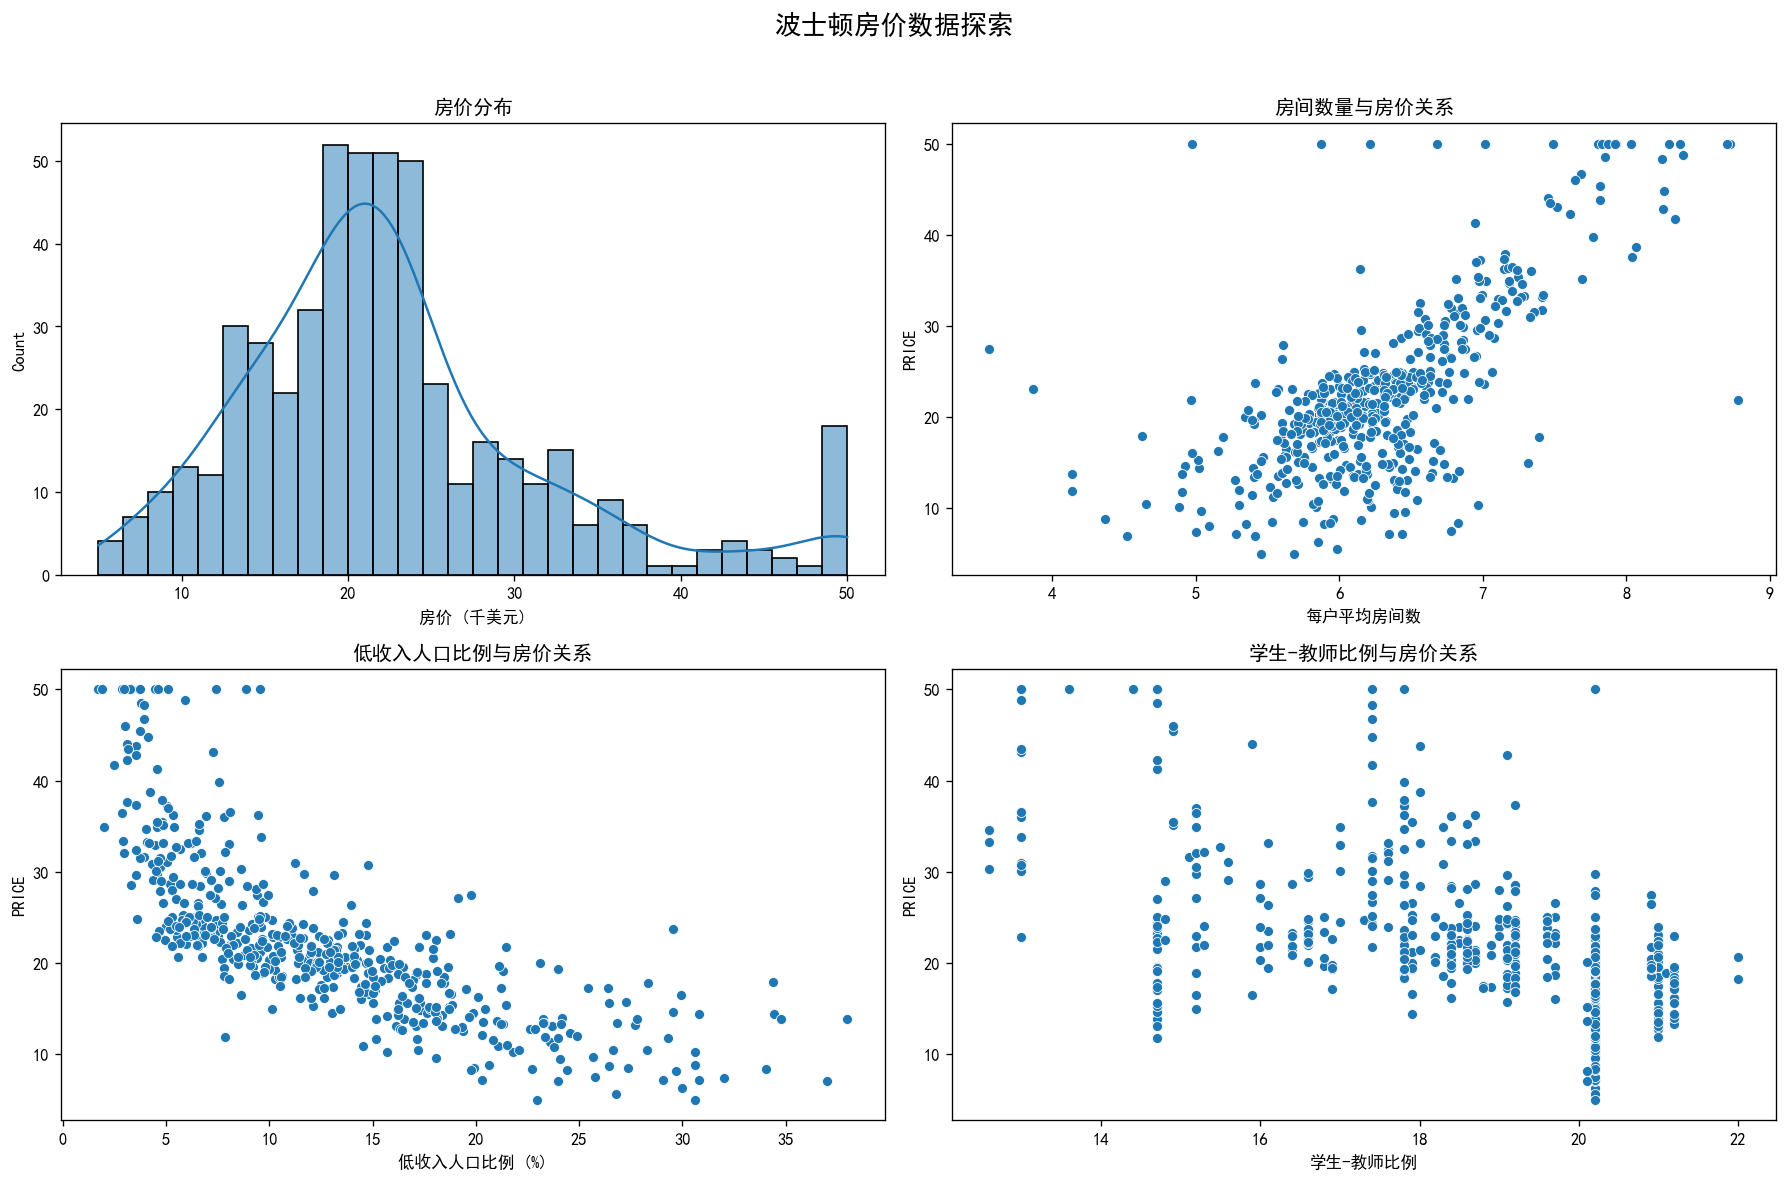 波士顿房价数据探索
房价分布
Count
50
40
30
20
10
0
10 20 30 40 50
房价 (千美元)
房间数量与房价关系
PRICE
50
40
30
20
10
4 5 6 7 8 9
每户平均房间数
低收入人口比例与房价关系
PRICE
50
40
30
20
10
0 5 10 15 20 25 30 35
低收入人口比例 (%)
学生-教师比例与房价关系
PRICE
50
40
30
20
10
14 16 18 20 22
学生-教师比例